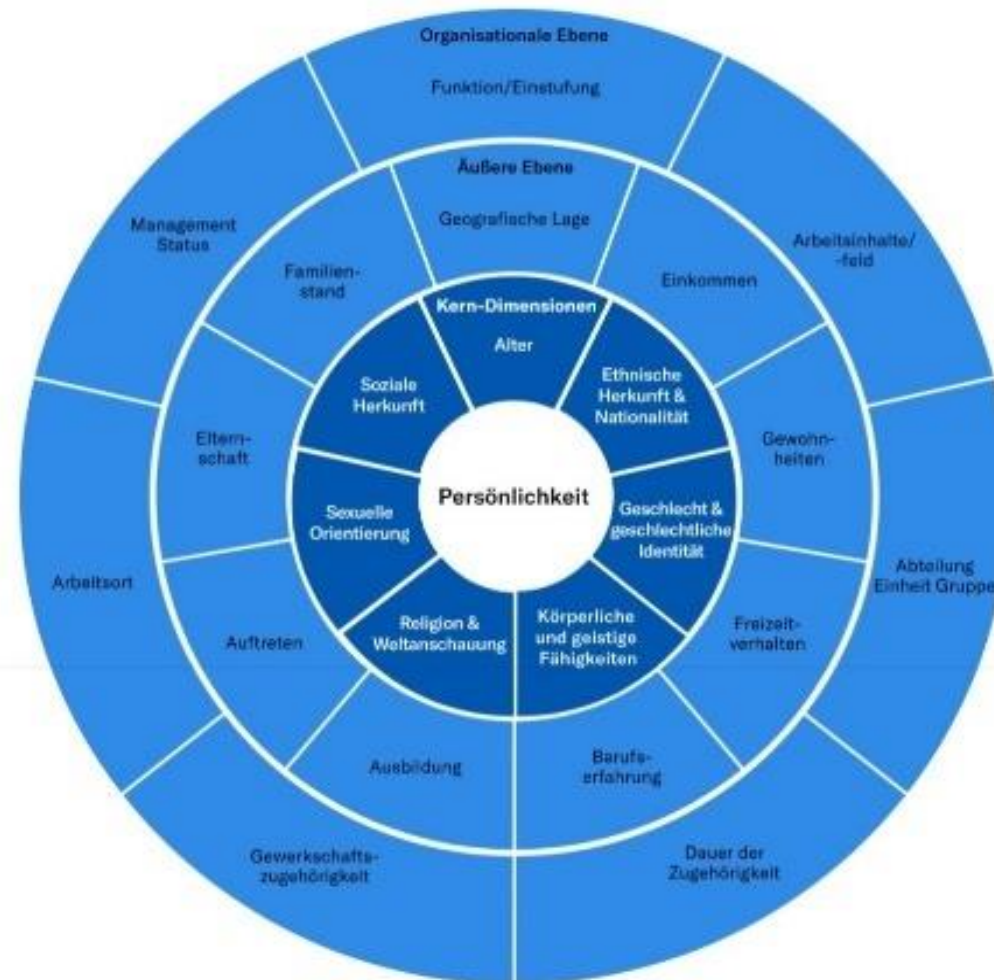 Organisationale Ebene
Funktion/Einstufung
Äußere Ebene
Geografische Lage
Management
Status
Arbeitsinhalte/
-feld
Familien-
stand
Einkommen
Kern-Dimensionen
Alter
Soziale
Herkunft
Ethnische
Herkunft &
Nationalität
Eltern-
schaft
Gewohn-
heiten
Persönlichkeit
Sexuelle
Orientierung
Geschlecht &
geschlechtliche
Identität
Arbeitsort
Abteilung
Einheit Gruppe
Auftreten
Religion &
Weltanschauung
Körperliche
und geistige
Fähigkeiten
Freizeit-
verhalten
Ausbildung
Barufs-
erfahrung
Gewerkschafts-
zugehörigkeit
Dauer der
Zugehörigkeit